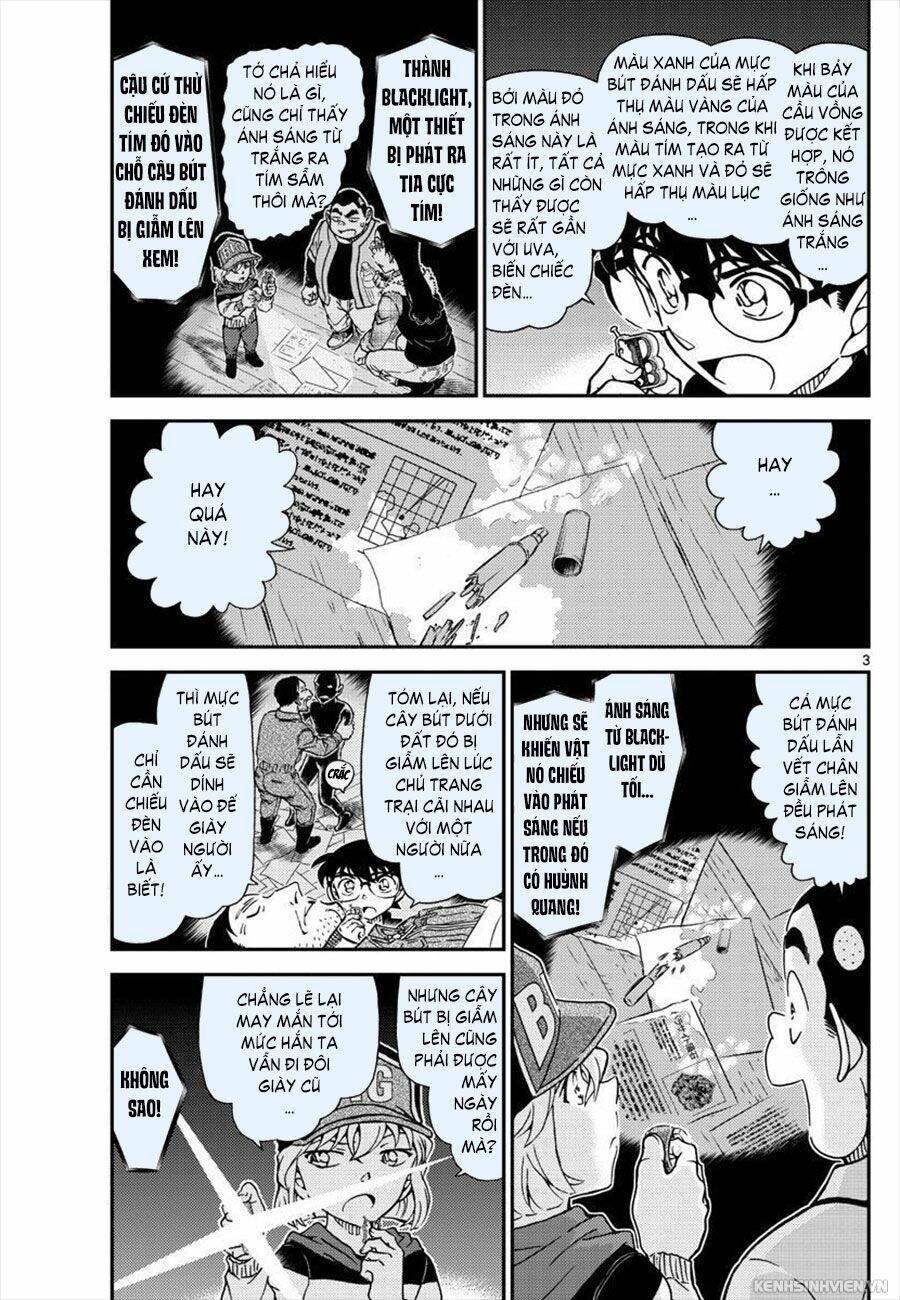 KHI BẢY
MÀU CỦA
CẦU VỒNG
ĐƯỢC KẾT
HỢP, NÓ
TRÔNG
GIỐNG NHƯ
ÁNH SÁNG
TRẮNG
...
MÀU XANH CỦA MỰC
BÚT ĐÁNH DẤU SẼ HẤP
THỤ MÀU VÀNG CỦA
ÁNH SÁNG, TRONG KHI
MÀU TÍM TẠO RA TỪ
MỰC XANH VÀ ĐỎ SẼ
HẤP THỤ MÀU LỤC
...
BỞI MÀU ĐỎ
TRONG ÁNH
SÁNG NÀY LÀ
RẤT ÍT, TẤT CẢ
NHỮNG GÌ CÒN
THẤY ĐƯỢC
SẼ RẤT GẦN
VỚI UVA,
BIẾN CHIẾC
ĐÈN...
THÀNH
BLACKLIGHT,
MỘT THIẾT
BỊ PHÁT RA
TIA CỰC
TÍM!
TỚ CHẢ HIỂU
NÓ LÀ GÌ,
CŨNG CHỈ THẤY
ÁNH SÁNG TỪ
TRẮNG RA
TÍM SẪM
THÔI MÀ?
CẬU CỨ THỬ
CHIẾU ĐÈN
TÍM ĐÓ VÀO
CHỖ CÂY BÚT
ĐÁNH DẤU
BỊ GIẪM LÊN
XEM!
HAY
...
HAY
QUÁ
NÀY!
3
CẢ MỰC
BÚT ĐÁNH
DẤU LẪN
VẾT CHÂN
GIẪM LÊN
ĐỀU PHÁT
SÁNG!
ÁNH SÁNG
TỪ BLACK-
LIGHT DÙ
TỐI...
NHƯNG SẼ
KHIẾN VẬT
NÓ CHIẾU
VÀO PHÁT
SÁNG NẾU
TRONG ĐÓ
CÓ HUỲNH
QUANG!
B
TÓM LẠI, NẾU
CÂY BÚT DƯỚI
ĐẤT ĐÓ BỊ
GIẪM LÊN LÚC
CHỦ TRANG
TRẠI CÃI NHAU
VỚI MỘT
NGƯỜI NỮA
...
CRẮC
THÌ MỰC
BÚT
ĐÁNH
DẤU SẼ
DÍNH
VÀO ĐẾ
GIÀY
NGƯỜI
ẤY...
CHỈ
CẦN
CHIẾU
ĐÈN
VÀO
LÀ
BIẾT!
NHƯNG CÂY
BÚT BỊ GIẪM
LÊN CŨNG
PHẢI ĐƯỢC
MẤY
NGÀY
RỒI
MÀ?
CHẲNG LẼ LẠI
MAY MẮN TỚI
MỨC HẮN TA
VẪN ĐI ĐÔI
GIÀY CŨ
...
KHÔNG
SAO!
KENHSINHVIEN.VN